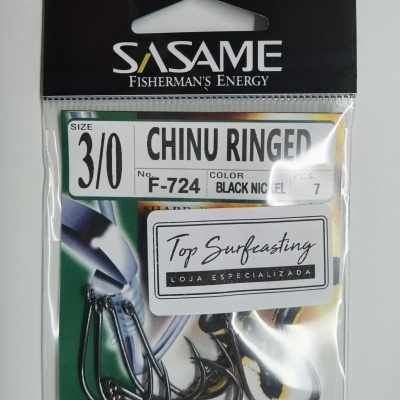 SASAME
FISHERMAN'S ENERGY
SIZE
3/0
CHINU RINGED
No. F-724
COLOR
BLACK NICKEL
PCS.
7
Top Surfcasting
LOJA ESPECIALIZADA